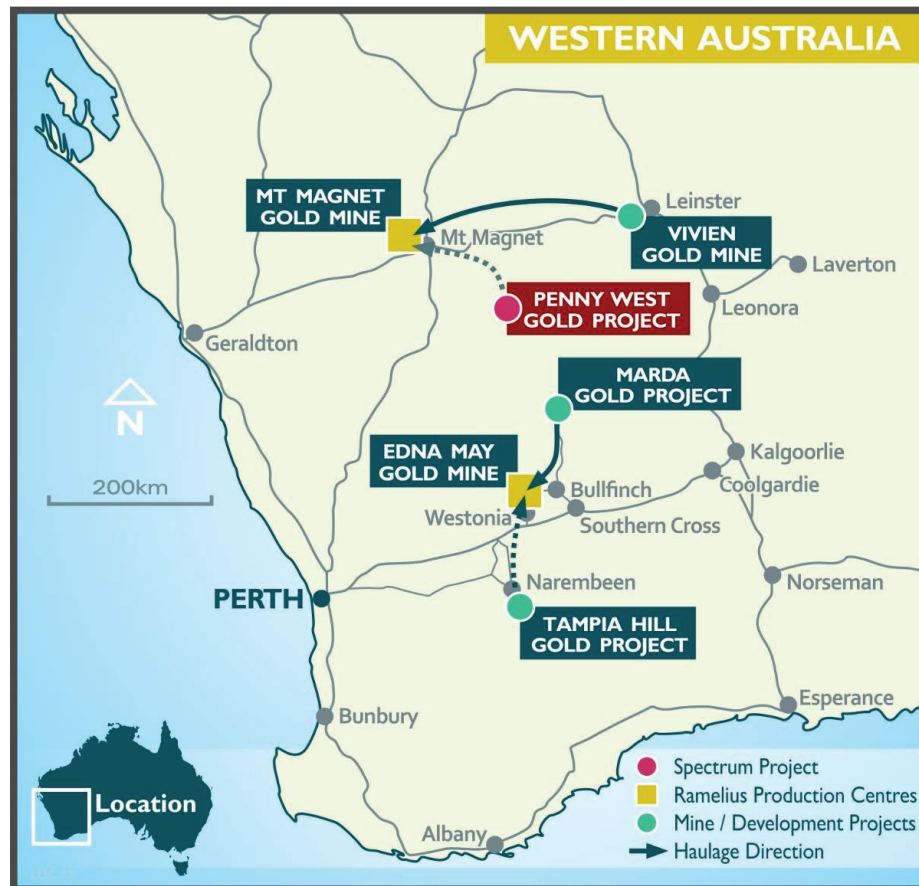 WESTERN AUSTRALIA
MT MAGNET
GOLD MINE
Leinster
Mt Magnet
VIVIEN
GOLD MINE
Laverton
PENNY WEST
GOLD PROJECT
Leonora
Geraldton
MARDA
GOLD PROJECT
N
EDNA MAY
GOLD MINE
Kalgoorlie
Coolgardie
200km
Bullfinch
Westonia
Southern Cross
PERTH
Narembeen
Norseman
TAMPIA HILL
GOLD PROJECT
Esperance
Bunbury
Location
Spectrum Project
Ramelius Production Centres
Mine / Development Projects
Haulage Direction
Albany